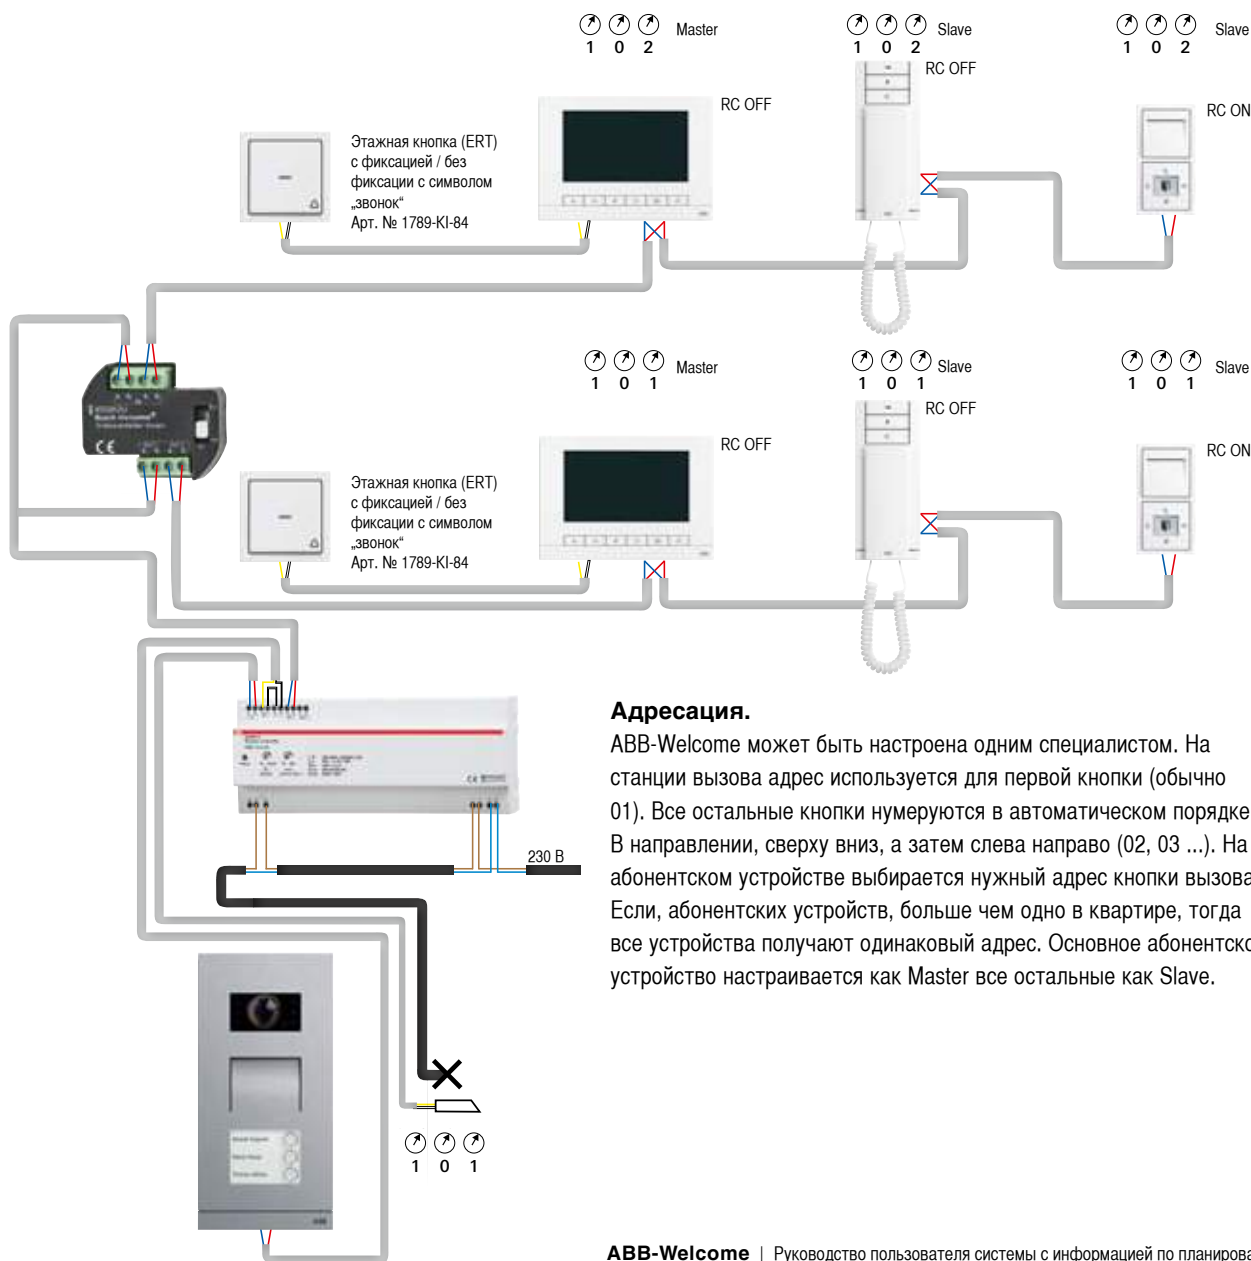 1 0 2 Master
1 0 2 Slave
1 0 2 Slave
RC OFF
RC OFF
RC ON
Этажная кнопка (ERT)
с фиксацией / без
фиксации с символом
„звонок“
Арт. № 1789-KI-84
1 0 1 Master
1 0 1 Slave
1 0 1 Slave
RC OFF
RC OFF
RC ON
Этажная кнопка (ERT)
с фиксацией / без
фиксации с символом
„звонок“
Арт. № 1789-KI-84
CE
230 В
1 0 1
Адресация.
ABB-Welcome может быть настроена одним специалистом. На
станции вызова адрес используется для первой кнопки (обычно
01). Все остальные кнопки нумеруются в автоматическом порядке
В направлении, сверху вниз, а затем слева направо (02, 03 ...). На
абонентском устройстве выбирается нужный адрес кнопки вызова
Если, абонентских устройств, больше чем одно в квартире, тогда
все устройства получают одинаковый адрес. Основное абонентско
устройство настраивается как Master все остальные как Slave.
ABB-Welcome | Руководство пользователя системы с информацией по планирова